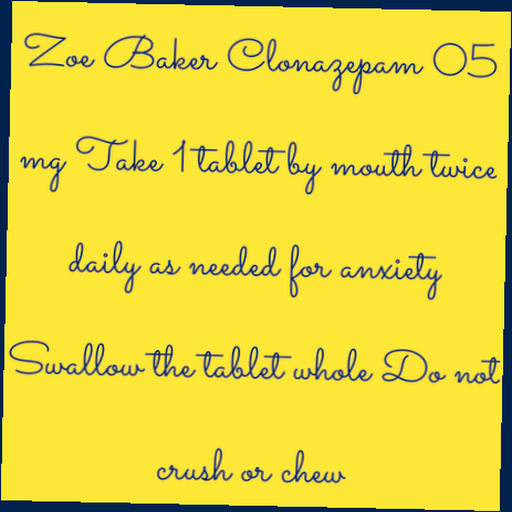 Zoe Baker Clonazepam 05
mg Take 1 tablet by mouth twice
daily as needed for anxiety
Swallow the tablet whole Do not
crush or chew